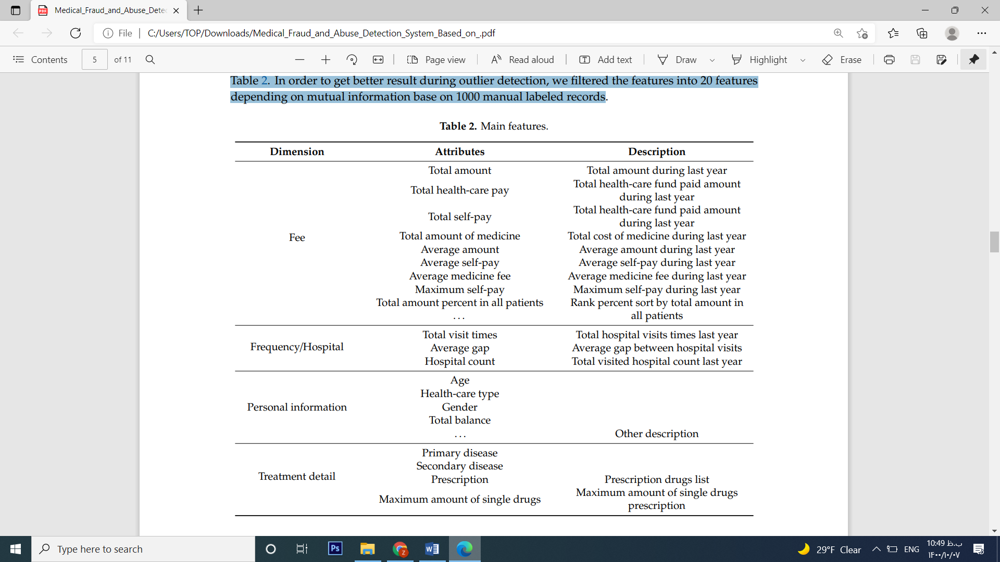 Medical_Fraud_and_Abuse_Detec
File
C:/Users/TOP/Downloads/Medical_Fraud_and_Abuse_Detection_System_Based_on_.pdf
Contents 5 of 11 Page view Read aloud Add text Draw Highlight Erase
Table 2. In order to get better result during outlier detection, we filtered the features into 20 features
depending on mutual information base on 1000 manual labeled records.
Table 2. Main features.
Dimension Attributes Description
Fee
Total amount Total amount during last year
Total health-care pay Total health-care fund paid amount
during last year
Total self-pay Total health-care fund paid amount
during last year
Total amount of medicine Total cost of medicine during last year
Average amount Average amount during last year
Average self-pay Average self-pay during last year
Average medicine fee Average medicine fee during last year
Maximum self-pay Maximum self-pay during last year
Total amount percent in all patients Rank percent sort by total amount in
... all patients
Frequency/Hospital
Total visit times Total hospital visits times last year
Average gap Average gap between hospital visits
Hospital count Total visited hospital count last year
Personal information
Age
Health-care type
Gender
Total balance
... Other description
Treatment detail
Primary disease
Secondary disease
Prescription Prescription drugs list
Maximum amount of single drugs Maximum amount of single drugs
prescription
Type here to search
Ps
Z
W
29°F Clear
ENG
10:49 ب.ظ
۱۴۰۰/۱۰/۰۷